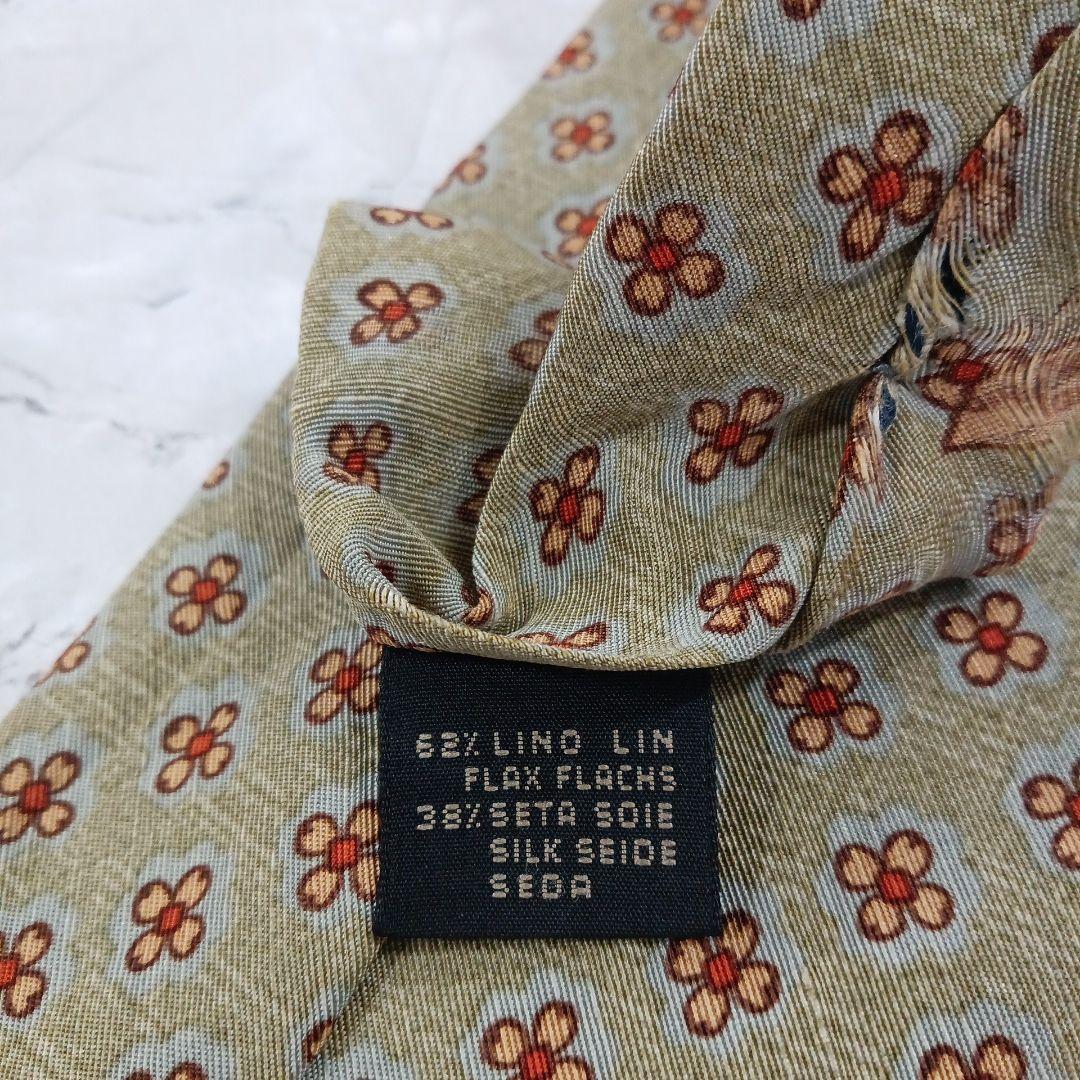 62% LINO LIN
FLAX FLACHS
38% SETA SOIE
SILK SEIDE
SEDA